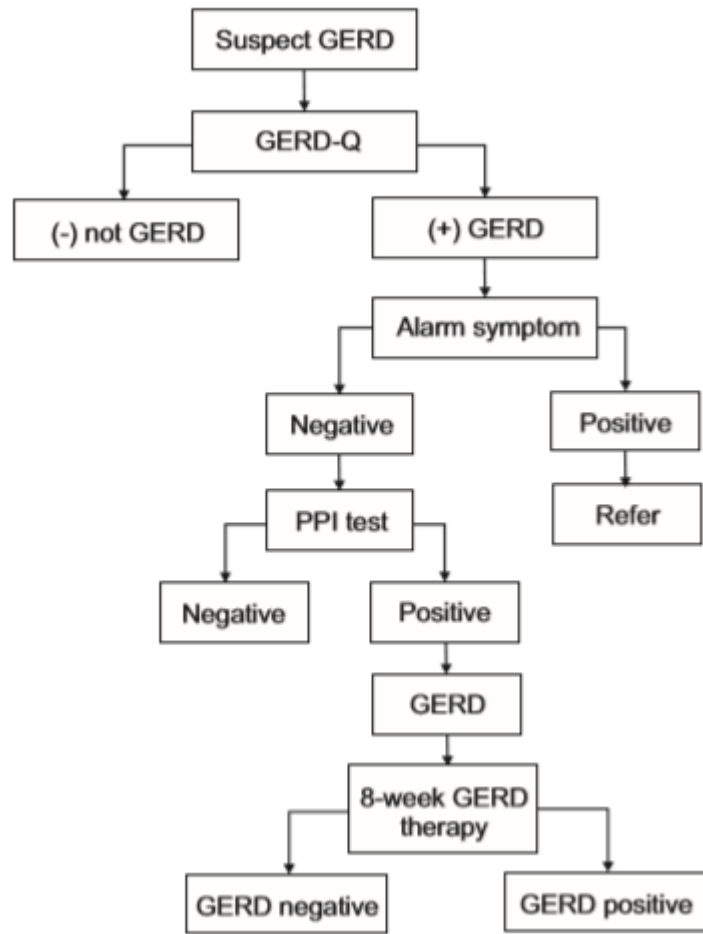 Suspect GERD
GERD-Q
(-) not GERD
(+) GERD
Alarm symptom
Negative
Positive
PPI test
Refer
Negative
Positive
GERD
8-week GERD
therapy
GERD negative
GERD positive